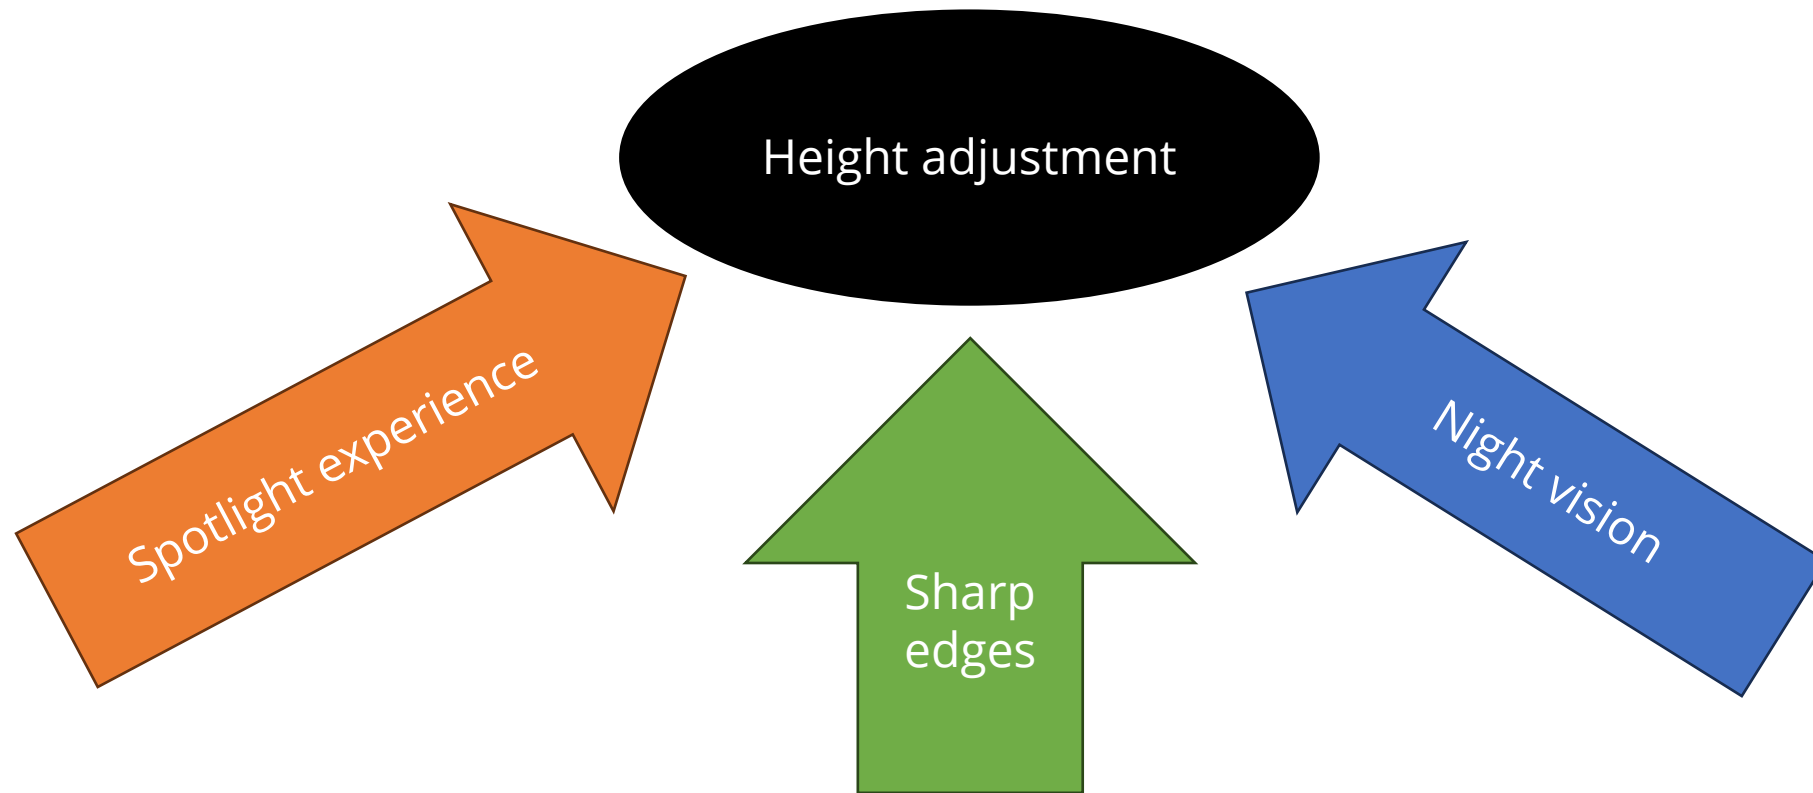 Height adjustment
Spotlight experience
Sharp
edges
Night vision